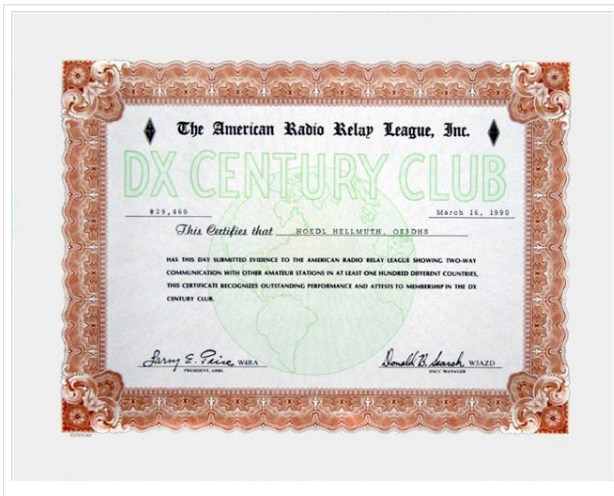 The American Radio Relay League, Inc.
DX CENTURY CLUB
#29,460
March 16, 1990
This Certifies that HOEDL HELLMUTH, OE3DHS
HAS THIS DAY SUBMITTED EVIDENCE TO THE AMERICAN RADIO RELAY LEAGUE SHOWING TWO-WAY
COMMUNICATION WITH OTHER AMATEUR STATIONS IN AT LEAST ONE HUNDRED DIFFERENT COUNTRIES,
THIS CERTIFICATE RECOGNIZES OUTSTANDING PERFORMANCE AND ATTESTS TO MEMBERSHIP IN THE DX
CENTURY CLUB.
Larry E. Price W4RA
PRESIDENT, ARRL
Donald B. Search W3AZD
DXCC MANAGER